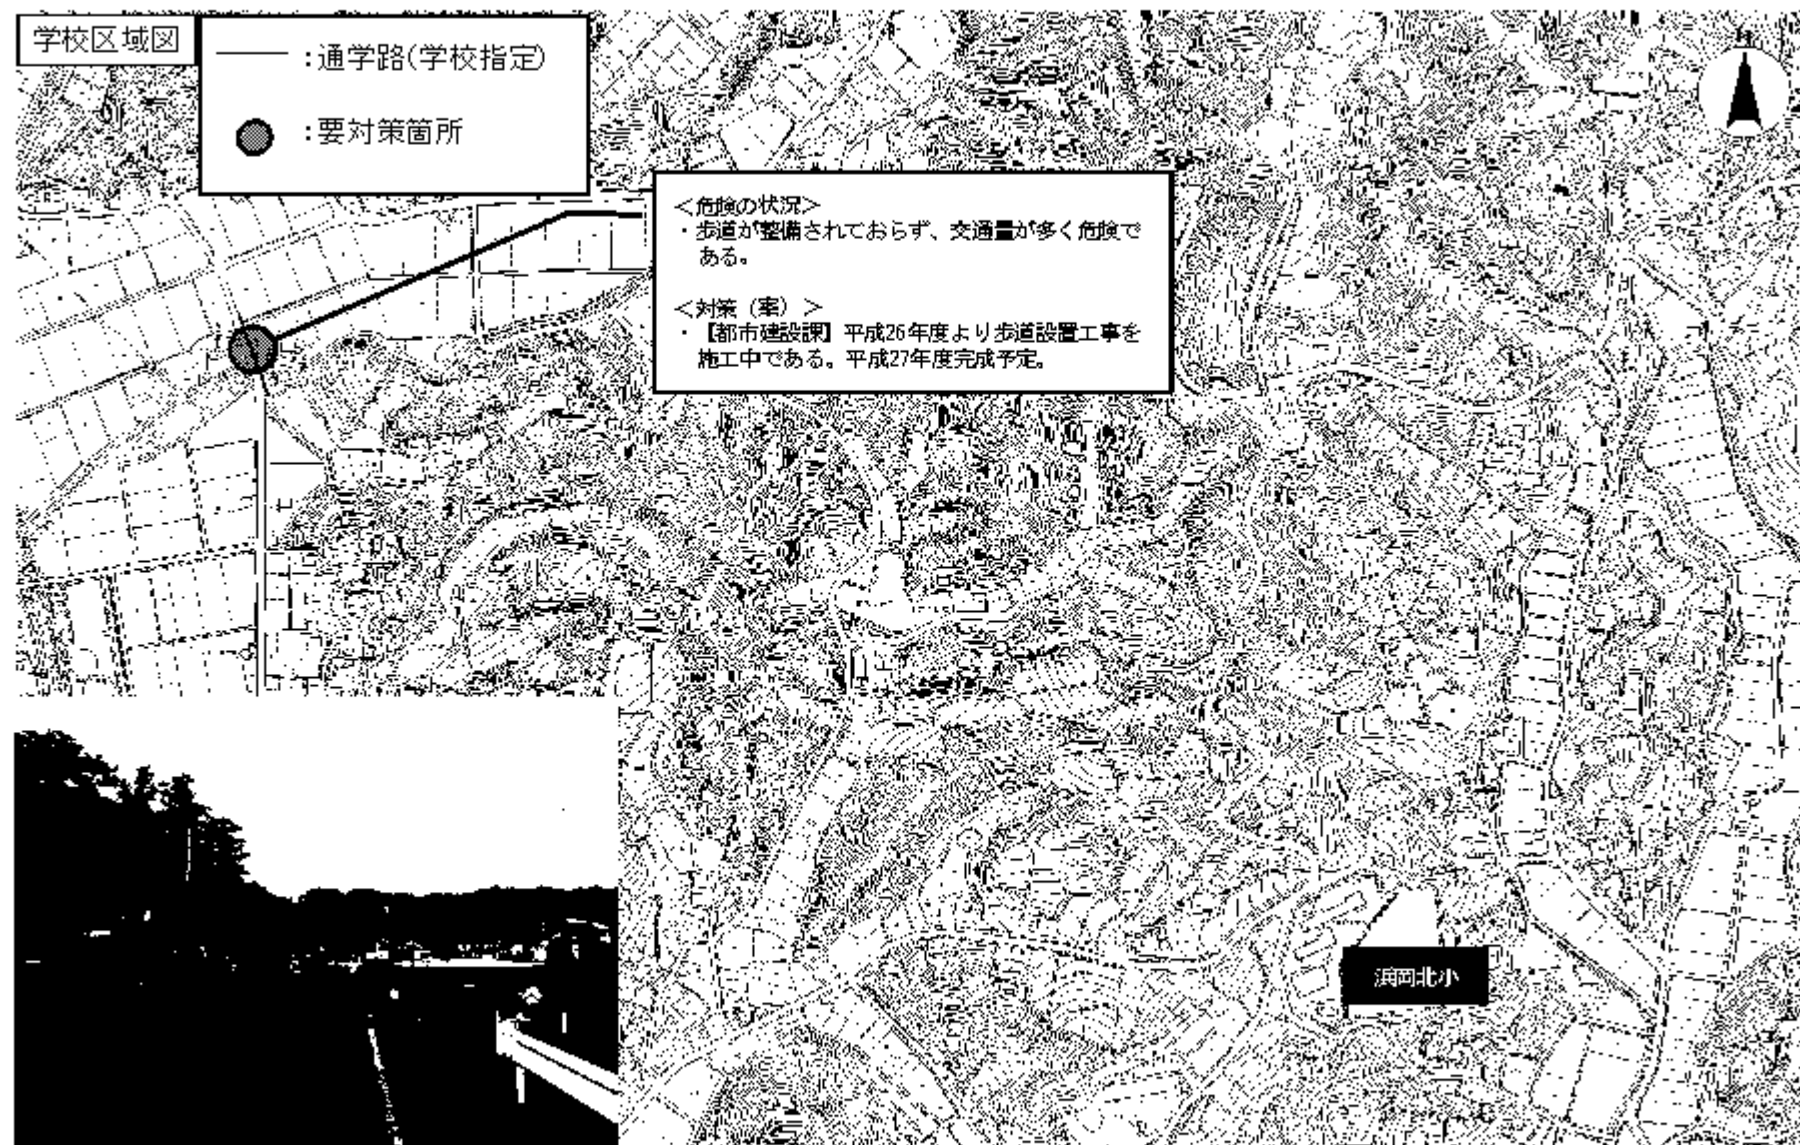 学校区域図
:通学路(学校指定)
:要対策箇所
N
＜危険の状況＞
・歩道が整備されておらず、交通量が多く危険で
ある。
＜対策（案）＞
・【都市建設課】平成26年度より歩道設置工事を
施工中である。平成27年度完成予定。
浜岡北小